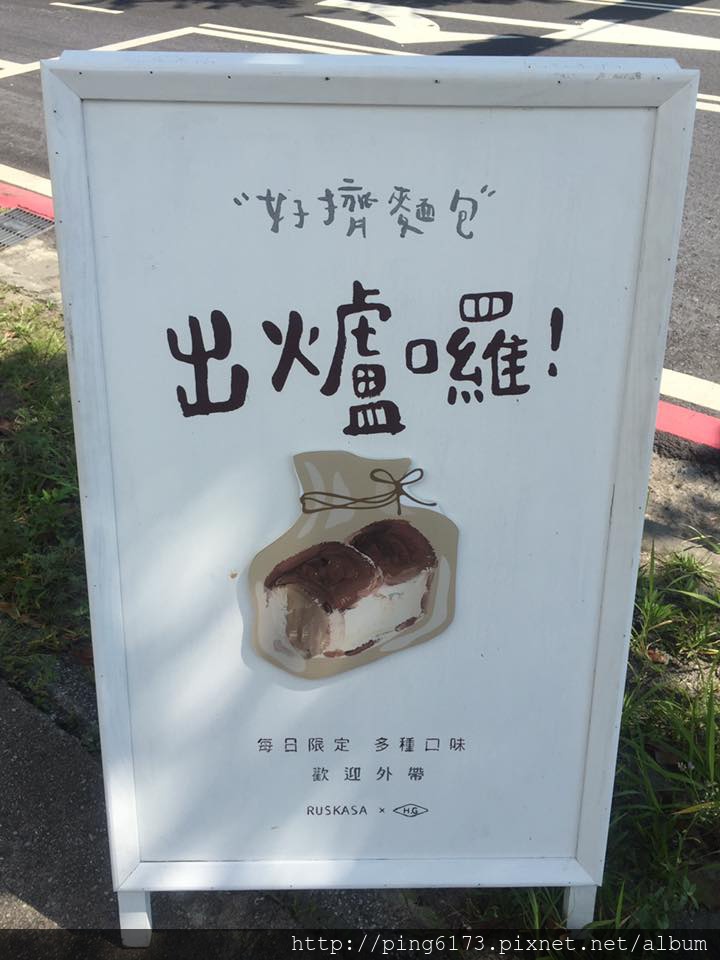 "好擠麵包"
出爐囉!
每日限定 多種口味
歡迎外帶
RUSKASA × H.G
http://ping6173.pixnet.net/album